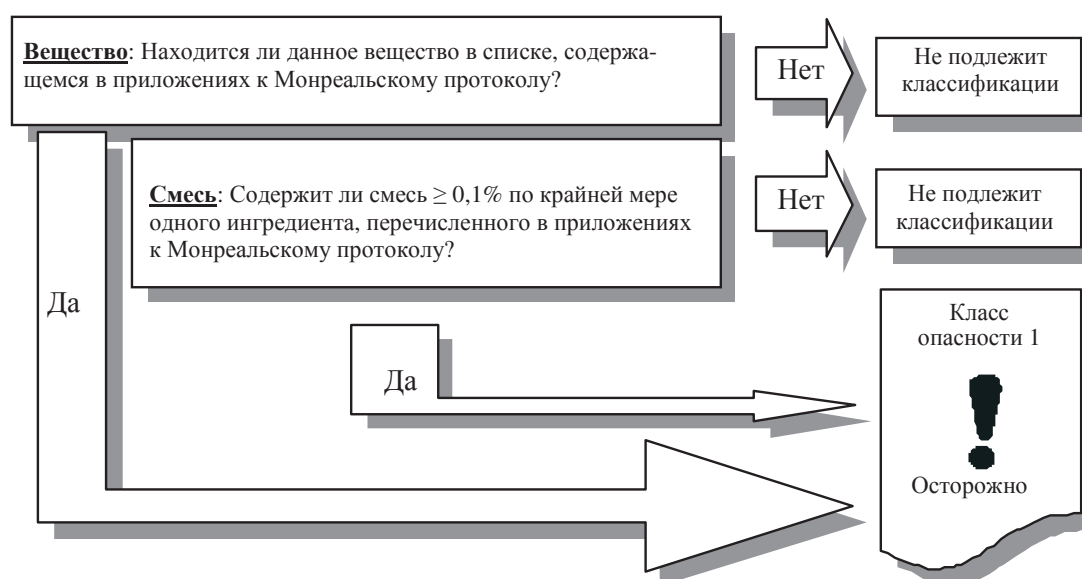 Вещество: Находится ли данное вещество в списке, содержа-
щемся в приложениях к Монреальскому протоколу?
Нет
Не подлежит
классификации
Смесь: Содержит ли смесь ≥ 0,1% по крайней мере
одного ингредиента, перечисленного в приложениях
к Монреальскому протоколу?
Нет
Не подлежит
классификации
Да
Да
Класс
опасности 1
Осторожно